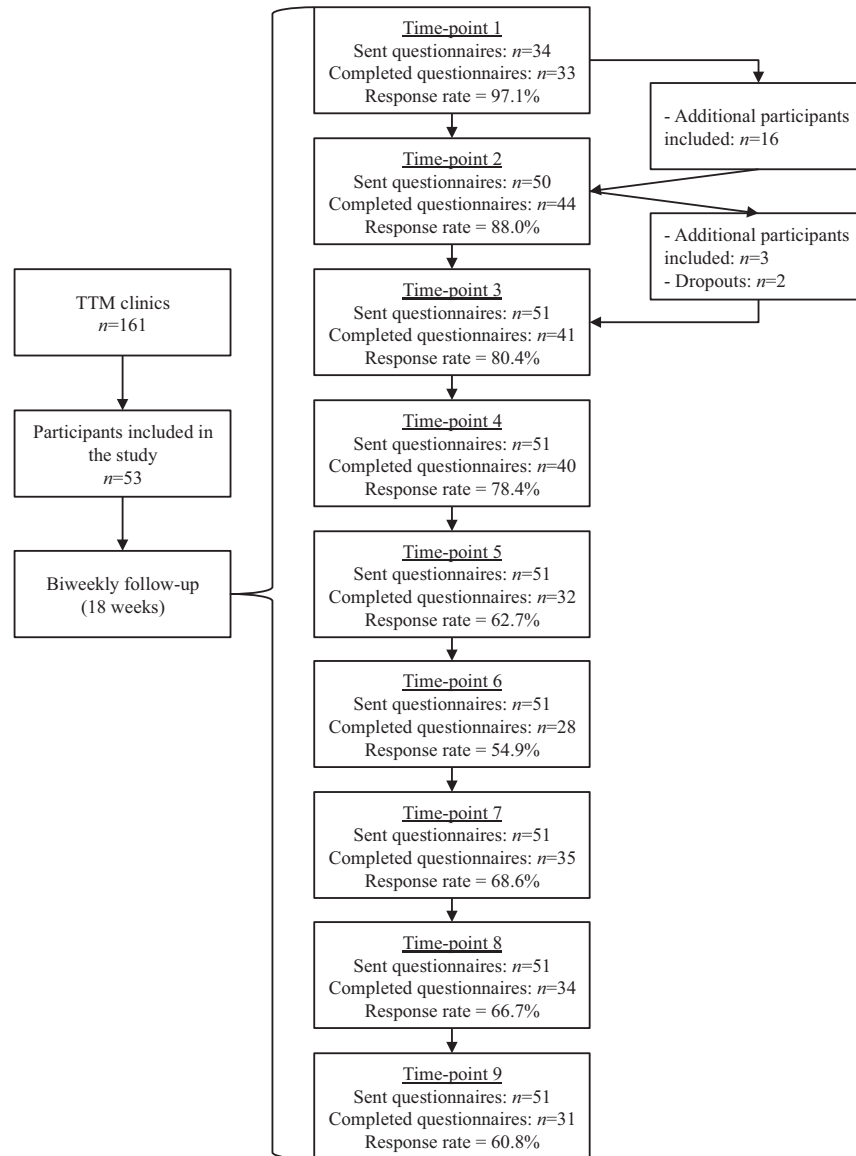 TTM clinics
n=161
Participants included in
the study
n=53
Biweekly follow-up
(18 weeks)
Time-point 1
Sent questionnaires: n=34
Completed questionnaires: n=33
Response rate = 97.1%
- Additional participants
included: n=16
Time-point 2
Sent questionnaires: n=50
Completed questionnaires: n=44
Response rate = 88.0%
- Additional participants
included: n=3
- Dropouts: n=2
Time-point 3
Sent questionnaires: n=51
Completed questionnaires: n=41
Response rate = 80.4%
Time-point 4
Sent questionnaires: n=51
Completed questionnaires: n=40
Response rate = 78.4%
Time-point 5
Sent questionnaires: n=51
Completed questionnaires: n=32
Response rate = 62.7%
Time-point 6
Sent questionnaires: n=51
Completed questionnaires: n=28
Response rate = 54.9%
Time-point 7
Sent questionnaires: n=51
Completed questionnaires: n=35
Response rate = 68.6%
Time-point 8
Sent questionnaires: n=51
Completed questionnaires: n=34
Response rate = 66.7%
Time-point 9
Sent questionnaires: n=51
Completed questionnaires: n=31
Response rate = 60.8%